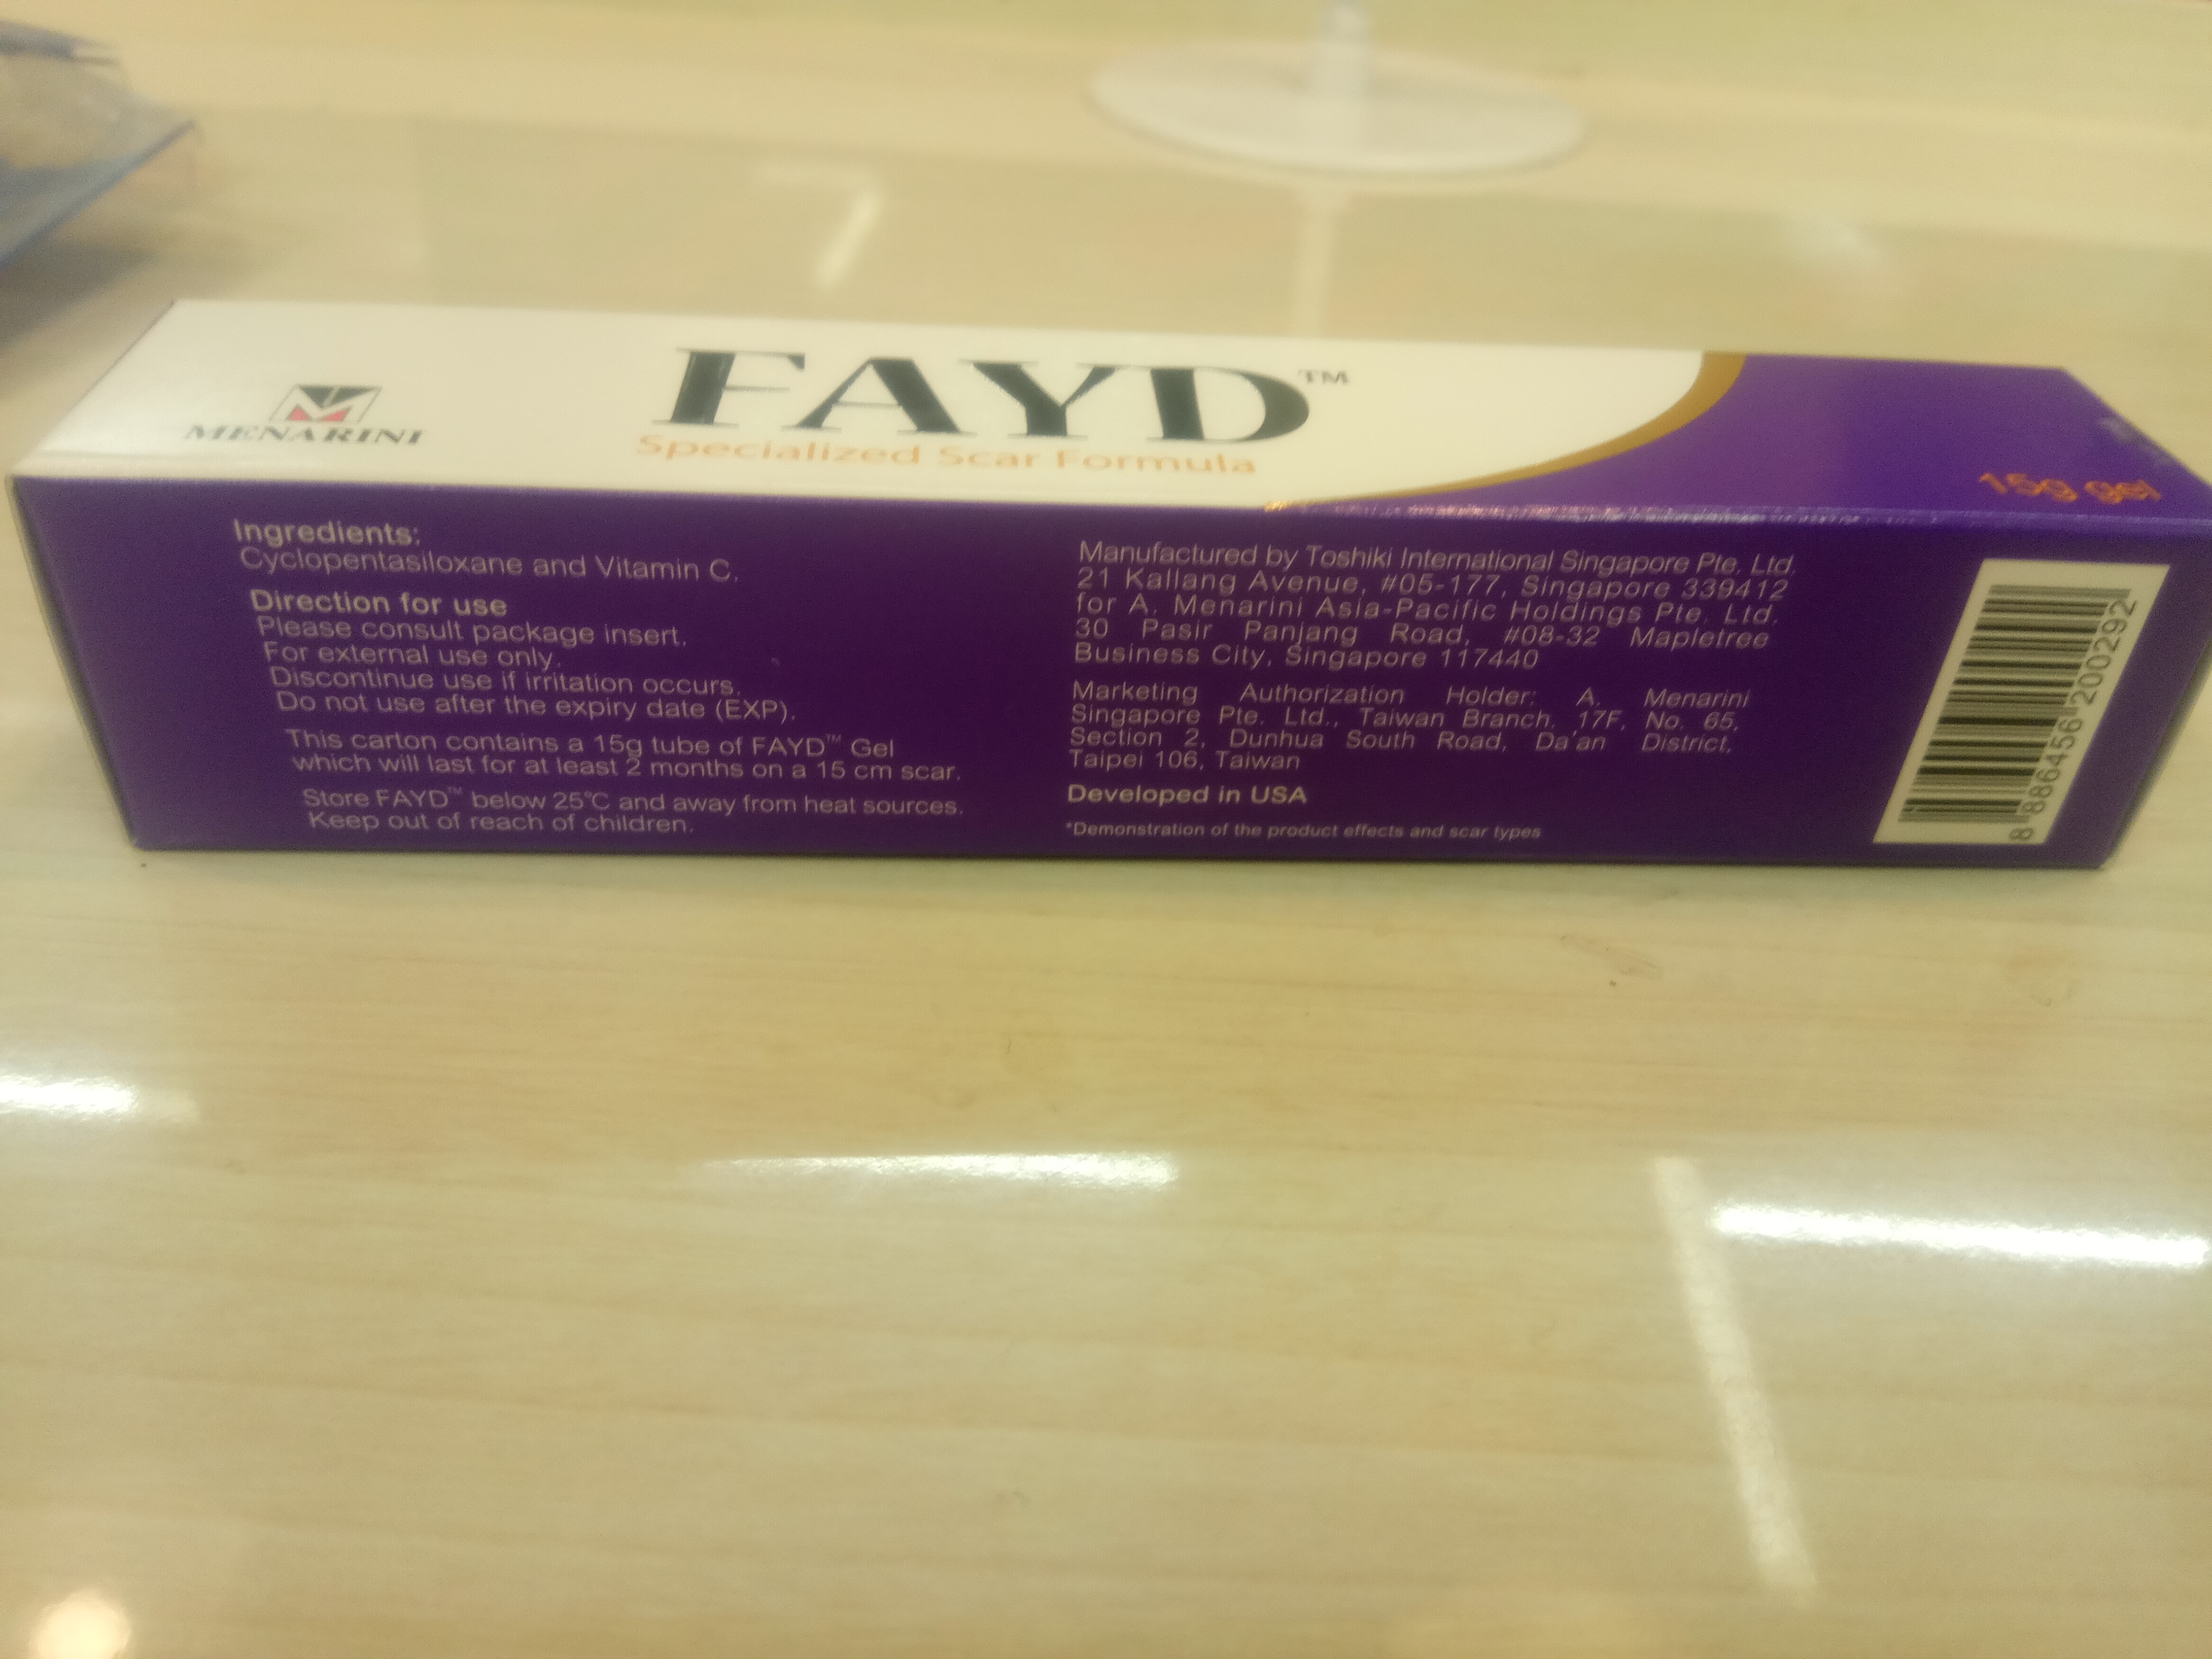 MENARINI
FAYD™
Specialized Scar Formula
15g gel
Ingredients:
Cyclopentasiloxane and Vitamin C.
Direction for use
Please consult package insert.
For external use only.
Discontinue use if irritation occurs.
Do not use after the expiry date (EXP).
This carton contains a 15g tube of FAYD™ Gel
which will last for at least 2 months on a 15 cm scar.
Store FAYD™ below 25°C and away from heat sources.
Keep out of reach of children.
Manufactured by Toshiki International Singapore Pte. Ltd.
21 Kallang Avenue, #05-177, Singapore 339412
for A. Menarini Asia-Pacific Holdings Pte. Ltd.
30 Pasir Panjang Road, #08-32 Mapletree
Business City, Singapore 117440
Marketing Authorization Holder: A. Menarini
Singapore Pte. Ltd., Taiwan Branch. 17F, No. 65,
Section 2, Dunhua South Road, Da'an District,
Taipei 106, Taiwan
Developed in USA
*Demonstration of the product effects and scar types
8 886456 200292